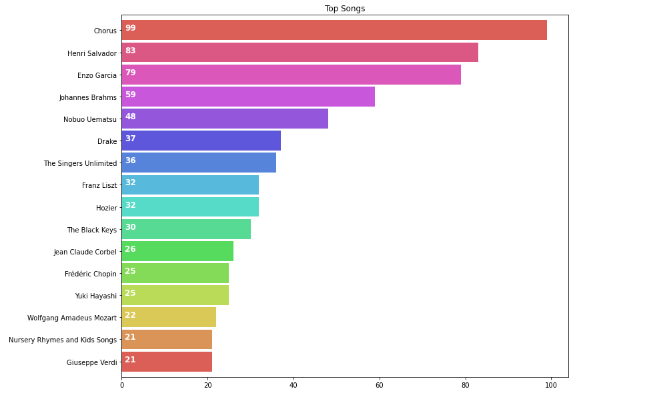 Top Songs
Chorus 99
Henri Salvador 83
Enzo Garcia 79
Johannes Brahms 59
Nobuo Uematsu 48
Drake 37
The Singers Unlimited 36
Franz Liszt 32
Hozier 32
The Black Keys 30
Jean Claude Corbel 26
Frédéric Chopin 25
Yuki Hayashi 25
Wolfgang Amadeus Mozart 22
Nursery Rhymes and Kids Songs 21
Giuseppe Verdi 21
0 20 40 60 80 100